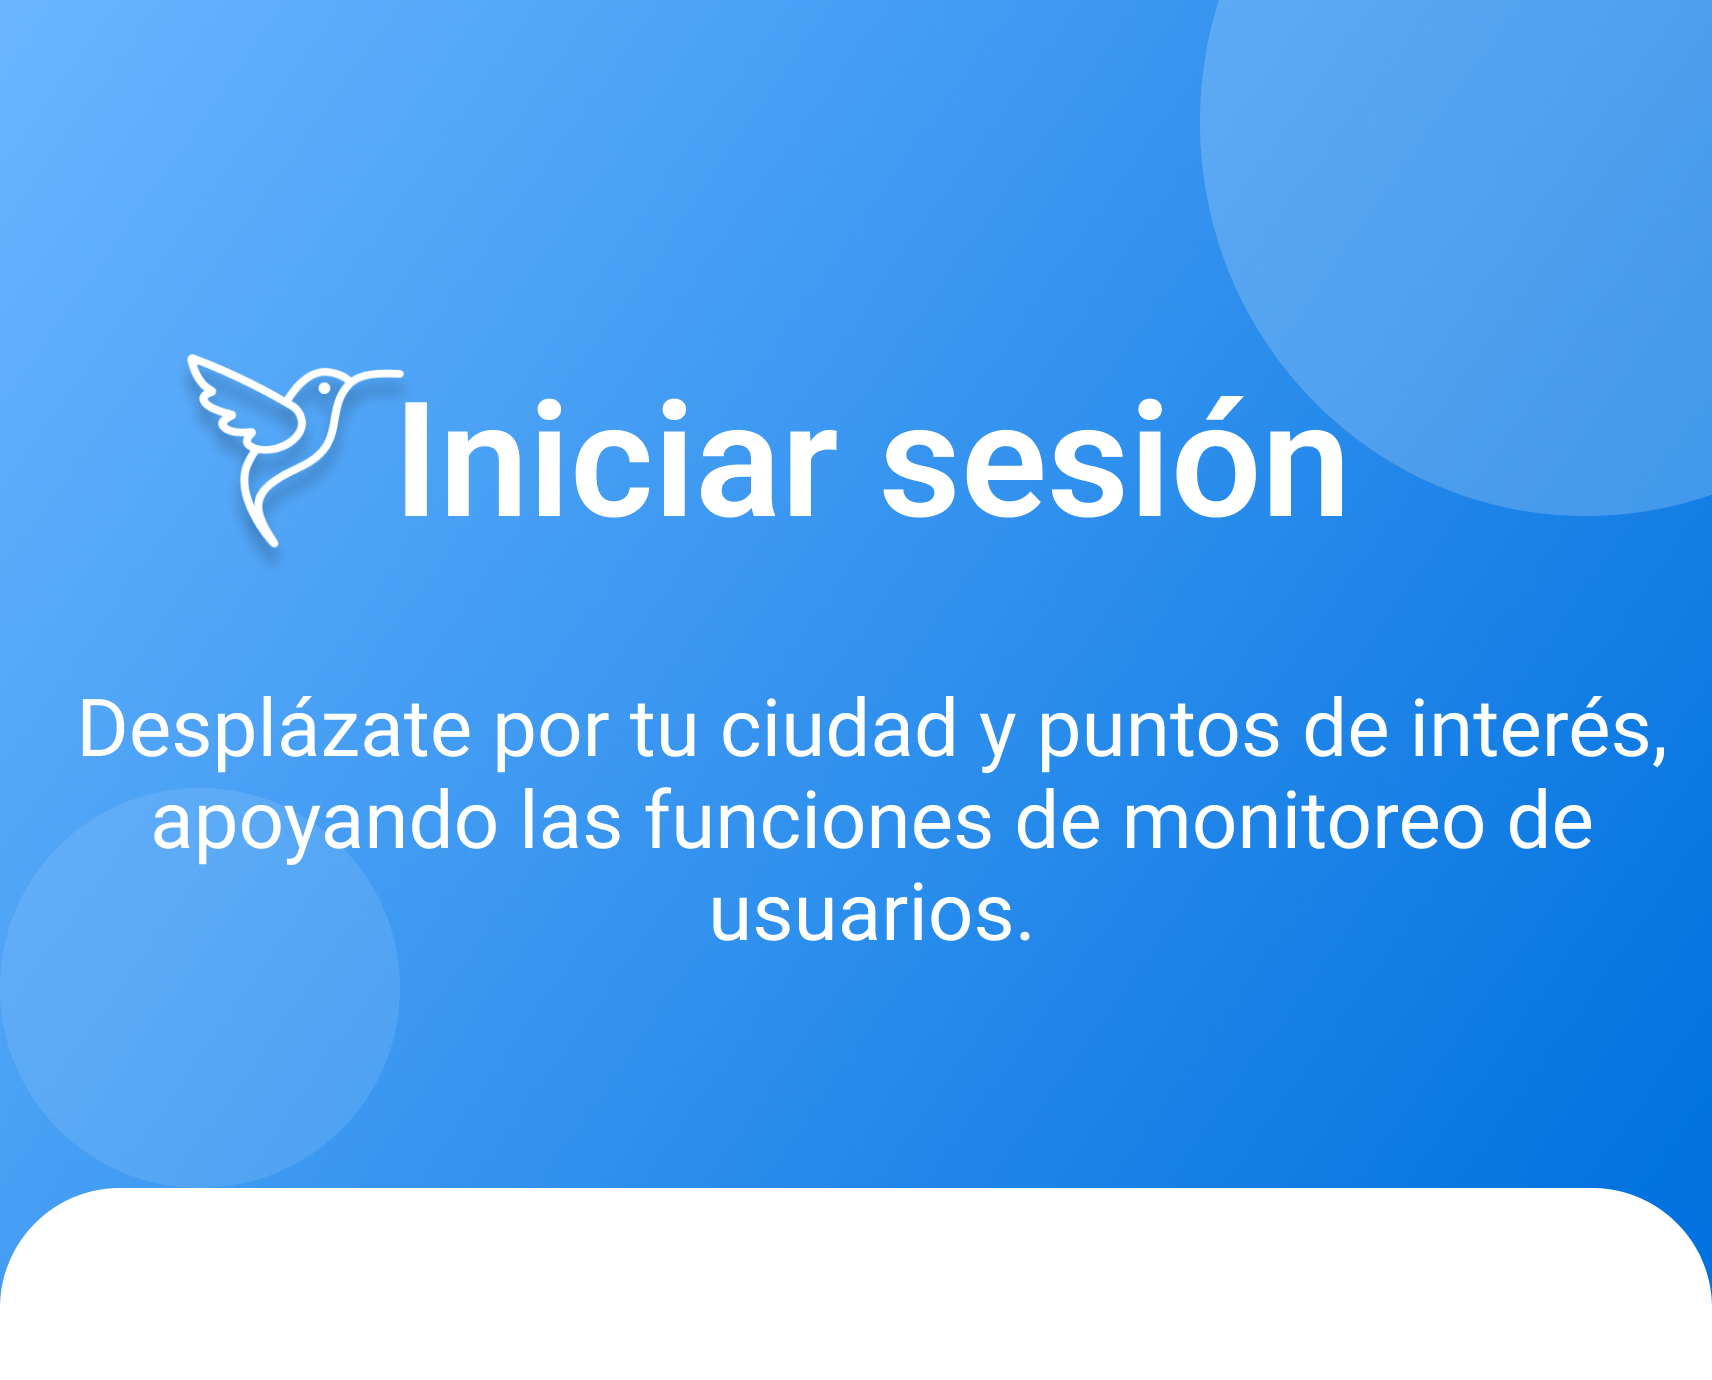 Iniciar sesión
Desplázate por tu ciudad y puntos de interés,
apoyando las funciones de monitoreo de
usuarios.